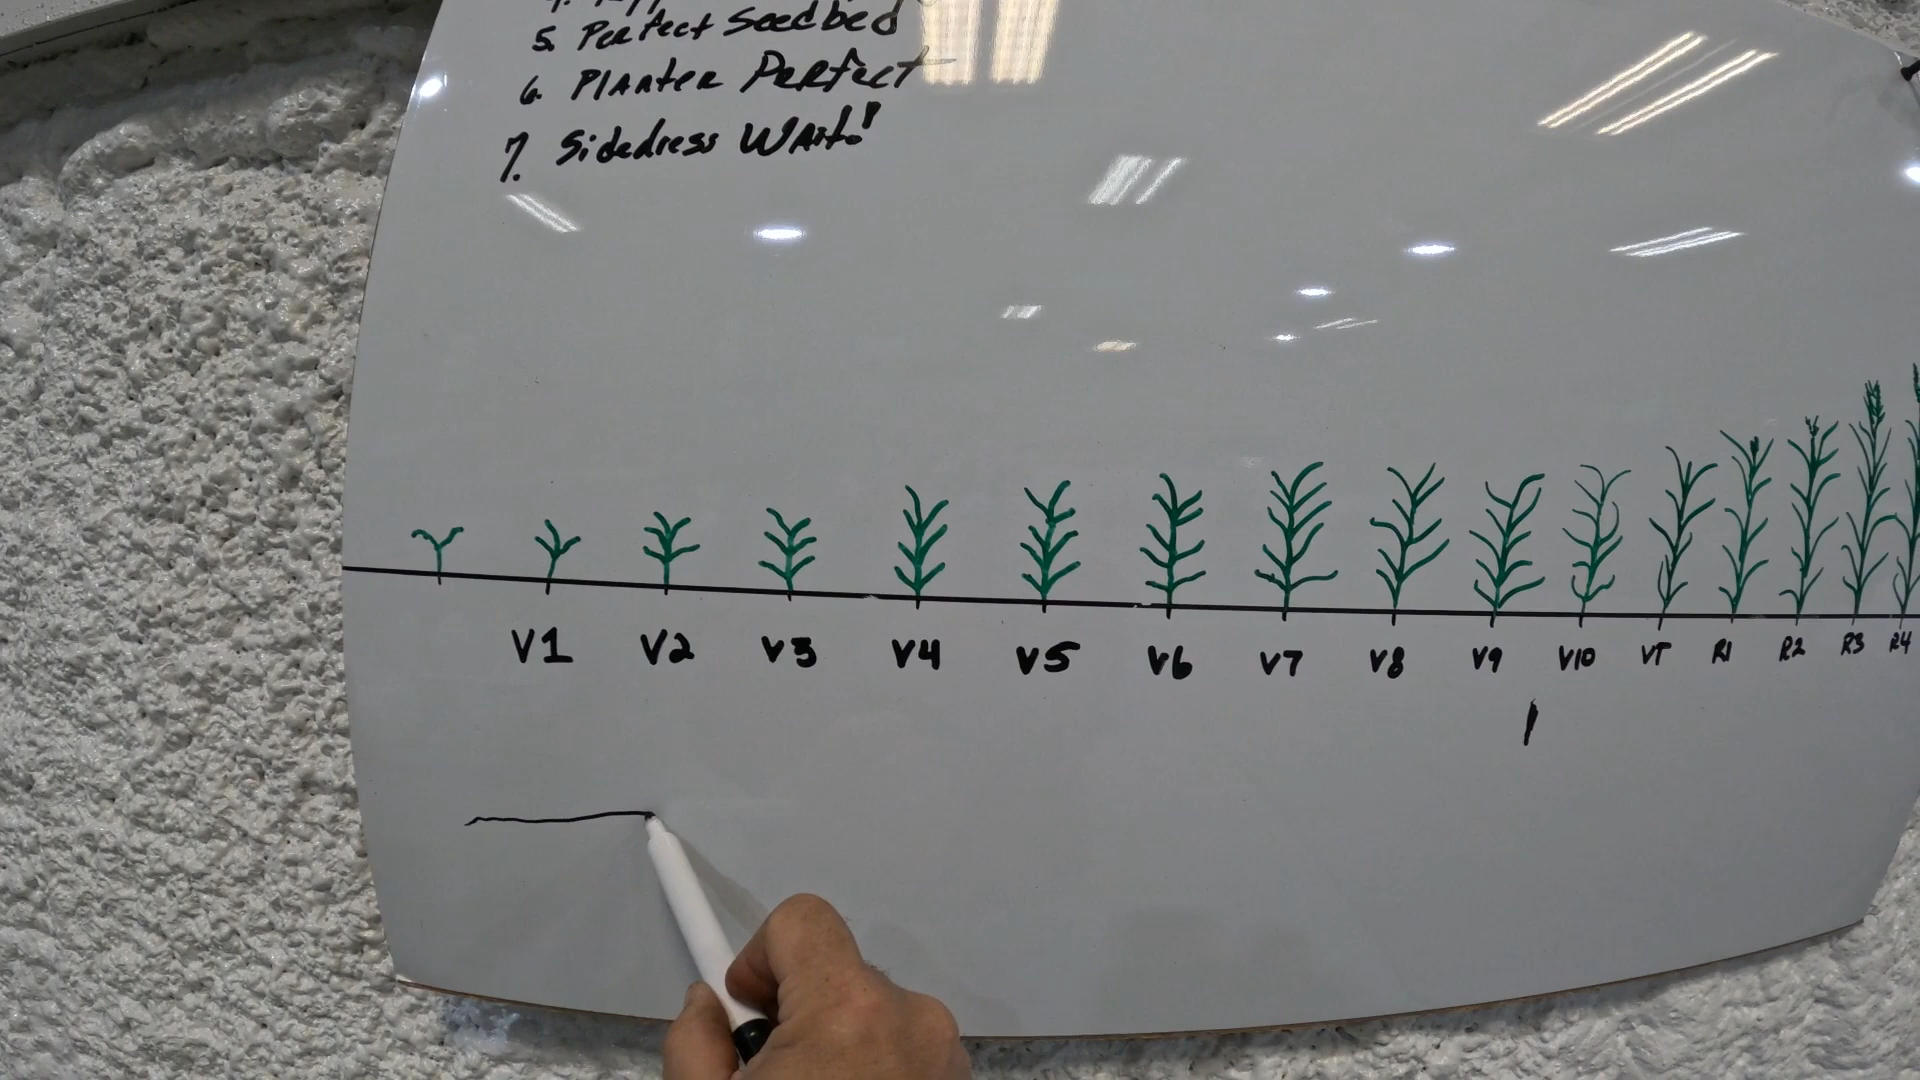 5. Perfect Seedbed
6. Planter Perfect
7. Sidedress Wait!
V1 V2 V3 V4 V5 V6 V7 V8 V9 V10 VT R1 R2 R3 R4